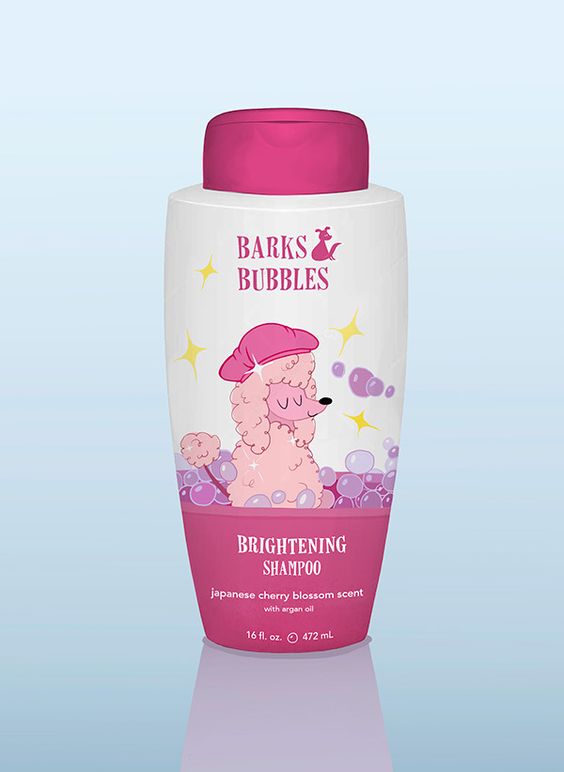 BARKS
BUBBLES
BRIGHTENING
SHAMPOO
japanese cherry blossom scent
with argan oil
16 fl. oz. 472 mL